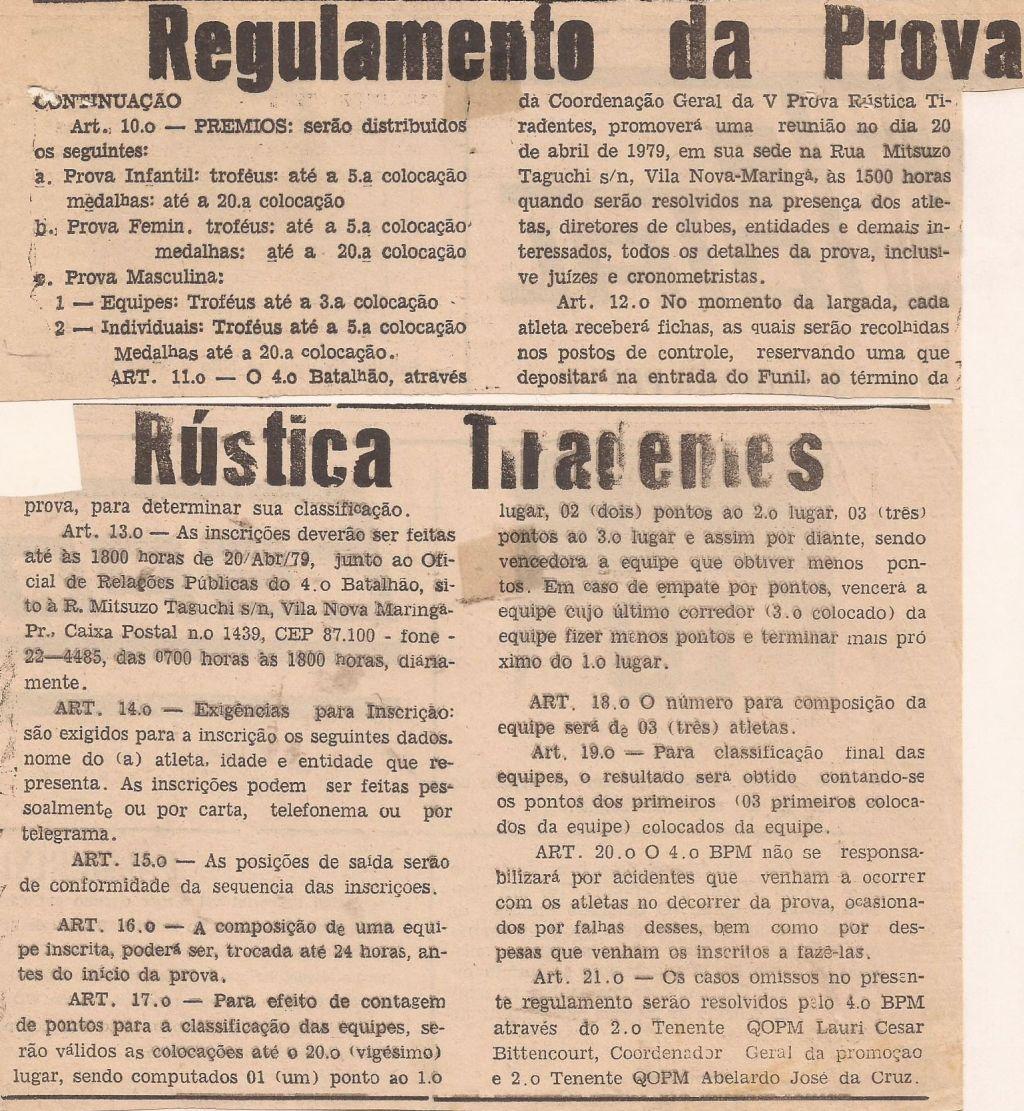 Regulamento da Prova
CONTINUAÇÃO
Art. 10.o — PREMIOS: serão distribuidos
os seguintes:
a. Prova Infantil: troféus: até a 5.a colocação
medalhas: até a 20.a colocação
b. Prova Femin. troféus: até a 5.a colocação
medalhas: até a 20.a colocação
c. Prova Masculina:
1 — Equipes: Troféus até a 3.a colocação
2 — Individuais: Troféus até a 5.a colocação
Medalhas até a 20.a colocação.
ART. 11.o — O 4.o Batalhão, através
da Coordenação Geral da V Prova Rústica Ti-
radentes, promoverá uma reunião no dia 20
de abril de 1979, em sua sede na Rua Mitsuzo
Taguchi s/n, Vila Nova-Maringá, às 1500 horas
quando serão resolvidos na presença dos atle-
tas, diretores de clubes, entidades e demais in-
teressados, todos os detalhes da prova, inclusi-
ve juízes e cronometristas.
Art. 12.o No momento da largada, cada
atleta receberá fichas, as quais serão recolhidas
nos postos de controle, reservando uma que
depositará na entrada do Funil, ao término da
Rústica Tiradentes
prova, para determinar sua classificação.
Art. 13.o — As inscrições deverão ser feitas
até às 1800 horas de 20/Abr/79, junto ao Ofi-
cial de Relações Públicas do 4.o Batalhão, si-
to à R. Mitsuzo Taguchi s/n, Vila Nova Maringá-
Pr., Caixa Postal n.o 1439, CEP 87.100 - fone -
22—4485, das 0700 horas às 1800 horas, diária-
mente.
ART. 14.o — Exigências para Inscrição:
são exigidos para a inscrição os seguintes dados.
nome do (a) atleta, idade e entidade que re-
presenta. As inscrições podem ser feitas pes-
soalmente ou por carta, telefonema ou por
telegrama.
ART. 15.o — As posições de saída serão
de conformidade da sequencia das inscriçoes.
ART. 16.o — A composição de uma equi-
pe inscrita, poderá ser, trocada até 24 horas, an-
tes do início da prova.
ART. 17.o — Para efeito de contagem
de pontos para a classificação das equipes, se-
rão válidos as colocações até o 20.o (vigésimo)
lugar, sendo computados 01 (um) ponto ao 1.o
lugar, 02 (dois) pontos ao 2.o lugar, 03 (três)
pontos ao 3.o lugar e assim por diante, sendo
vencedora a equipe que obtiver menos pon-
tos. Em caso de empate por pontos, vencerá a
equipe cujo último corredor (3.o colocado) da
equipe fizer menos pontos e terminar mais pró
ximo do 1.o lugar.
ART. 18.o O número para composição da
equipe será de 03 (três) atletas.
Art. 19.o — Para classificação final das
equipes, o resultado será obtido contando-se
os pontos dos primeiros (03 primeiros coloca-
dos da equipe) colocados da equipe.
ART. 20.o O 4.o BPM não se responsa-
bilizará por acidentes que venham a ocorrer
com os atletas no decorrer da prova, ocasiona-
dos por falhas desses, bem como por des-
pesas que venham os inscritos a fazê-las.
Art. 21.o — Os casos omissos no presen-
te regulamento serão resolvidos pelo 4.o BPM
através do 2.o Tenente QOPM Lauri Cesar
Bittencourt, Coordenador Geral da promoçao
e 2.o Tenente QOPM Abelardo José da Cruz.